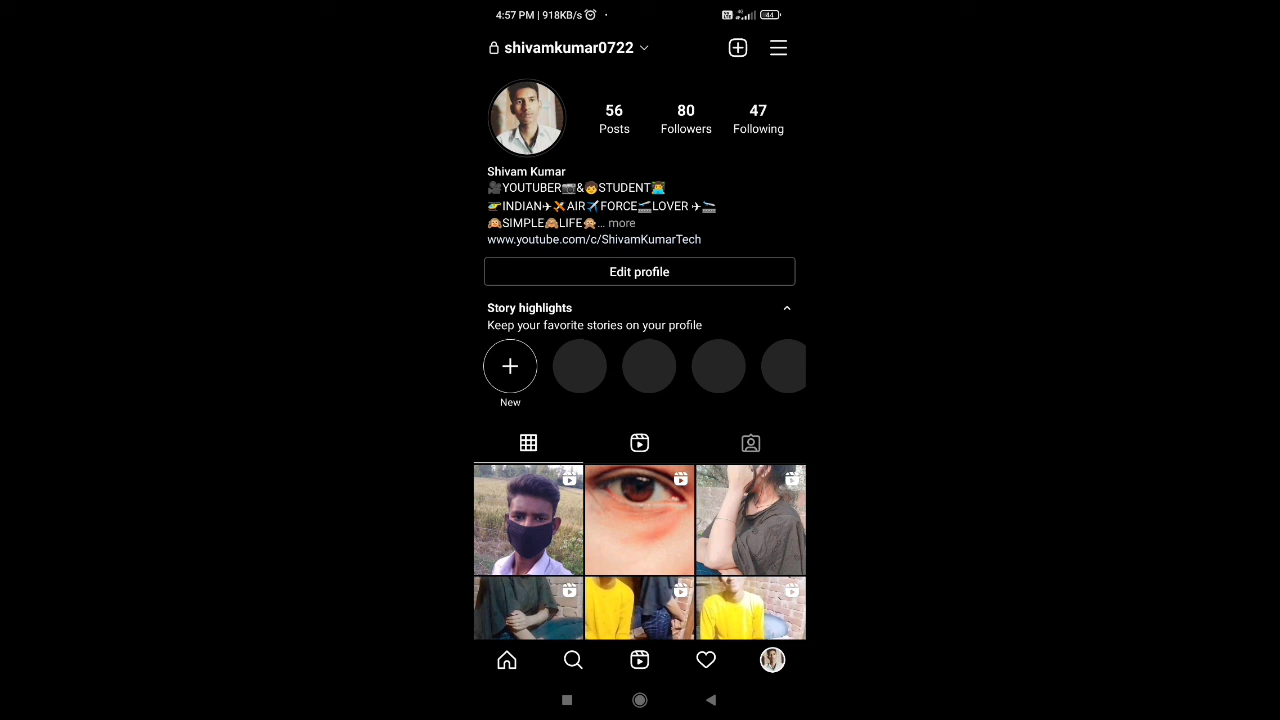 4:57 PM | 918KB/s
4G
44
shivamkumar0722
56 80 47
Posts Followers Following
Shivam Kumar
🎥YOUTUBER📷&🧒STUDENT👨‍💻
🚁INDIAN✈🛩AIR✈️FORCE🛫LOVER ✈🛬
🙉SIMPLE🙈LIFE🙊... more
www.youtube.com/c/ShivamKumarTech
Edit profile
Story highlights
Keep your favorite stories on your profile
New